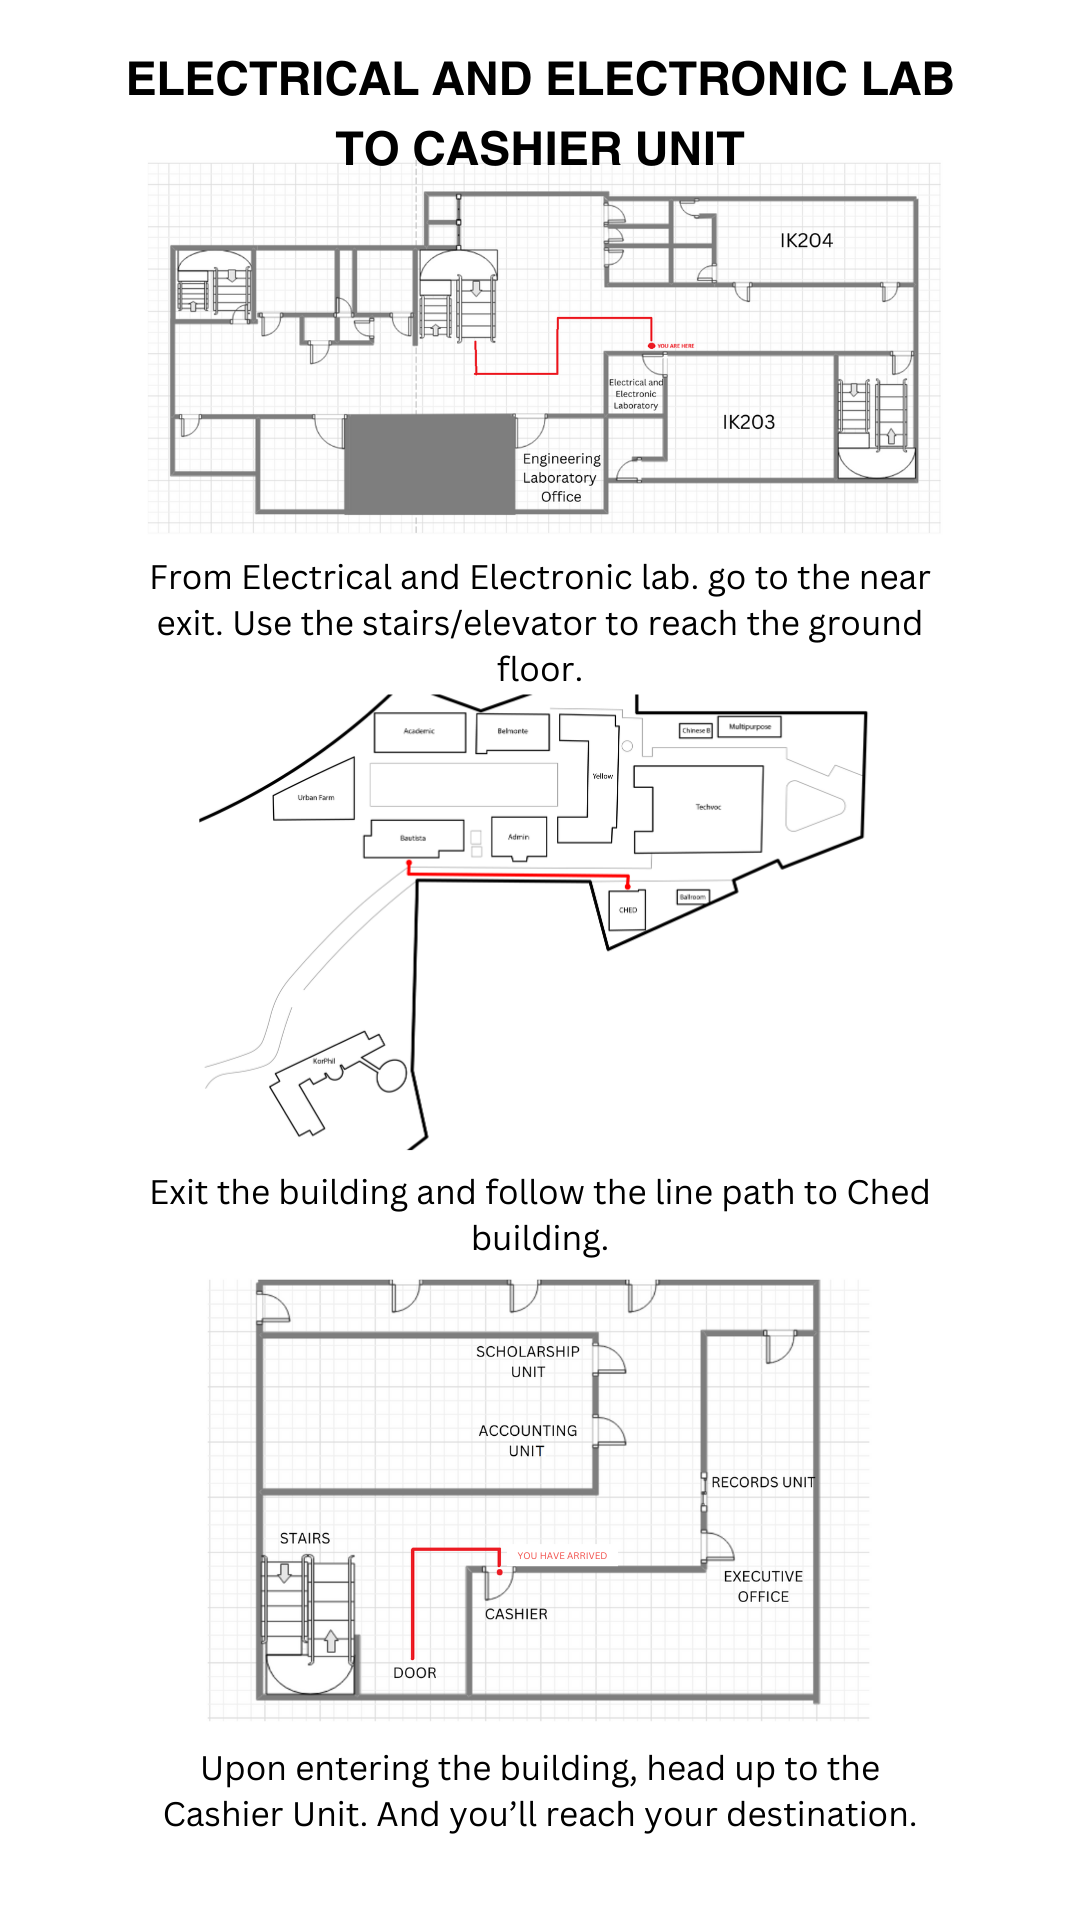 ELECTRICAL AND ELECTRONIC LAB
TO CASHIER UNIT
IK204
YOU ARE HERE
Electrical and
Electronic
Laboratory
IK203
Engineering
Laboratory
Office
From Electrical and Electronic lab. go to the near
exit. Use the stairs/elevator to reach the ground
floor.
Academic
Belmonte
Chinese B
Multipurpose
Yellow
Urban Farm
Techvoc
Bautista
Admin
CHED
Ballroom
KorPhil
Exit the building and follow the line path to Ched
building.
SCHOLARSHIP
UNIT
ACCOUNTING
UNIT
RECORDS UNIT
STAIRS
YOU HAVE ARRIVED
EXECUTIVE
OFFICE
CASHIER
DOOR
Upon entering the building, head up to the
Cashier Unit. And you’ll reach your destination.